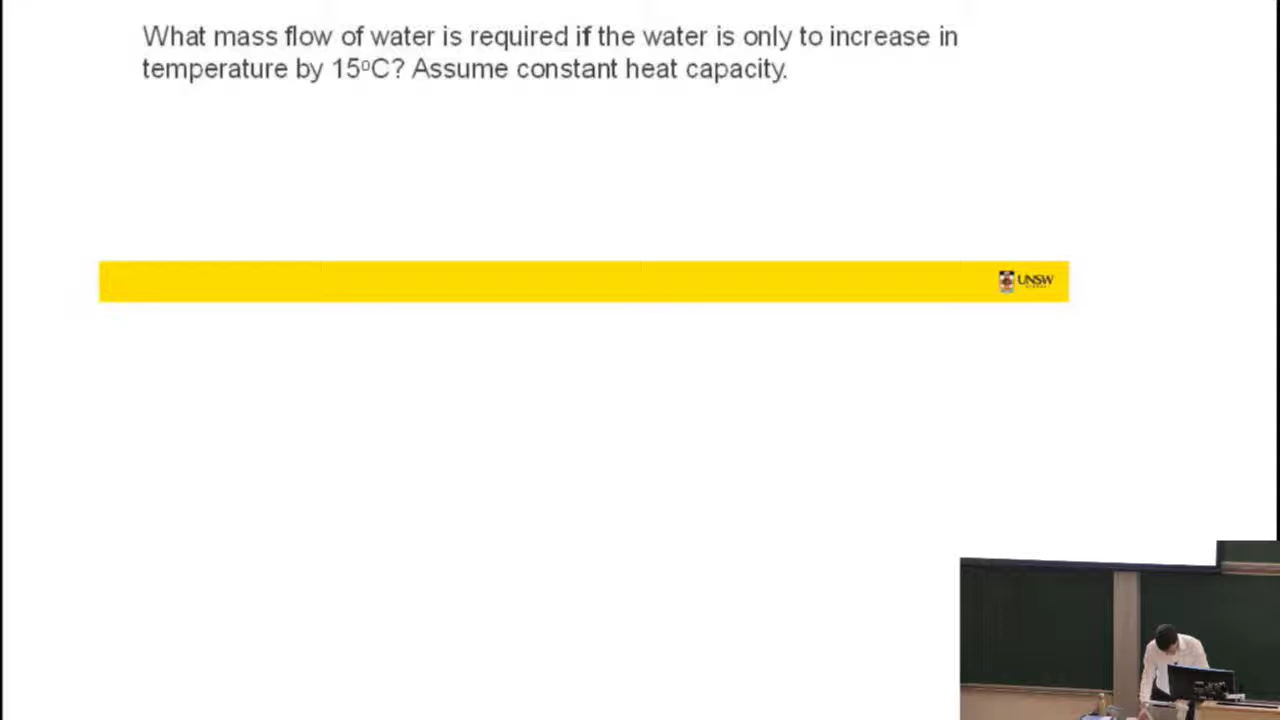 What mass flow of water is required if the water is only to increase in
temperature by 15ºC? Assume constant heat capacity.
UNSW